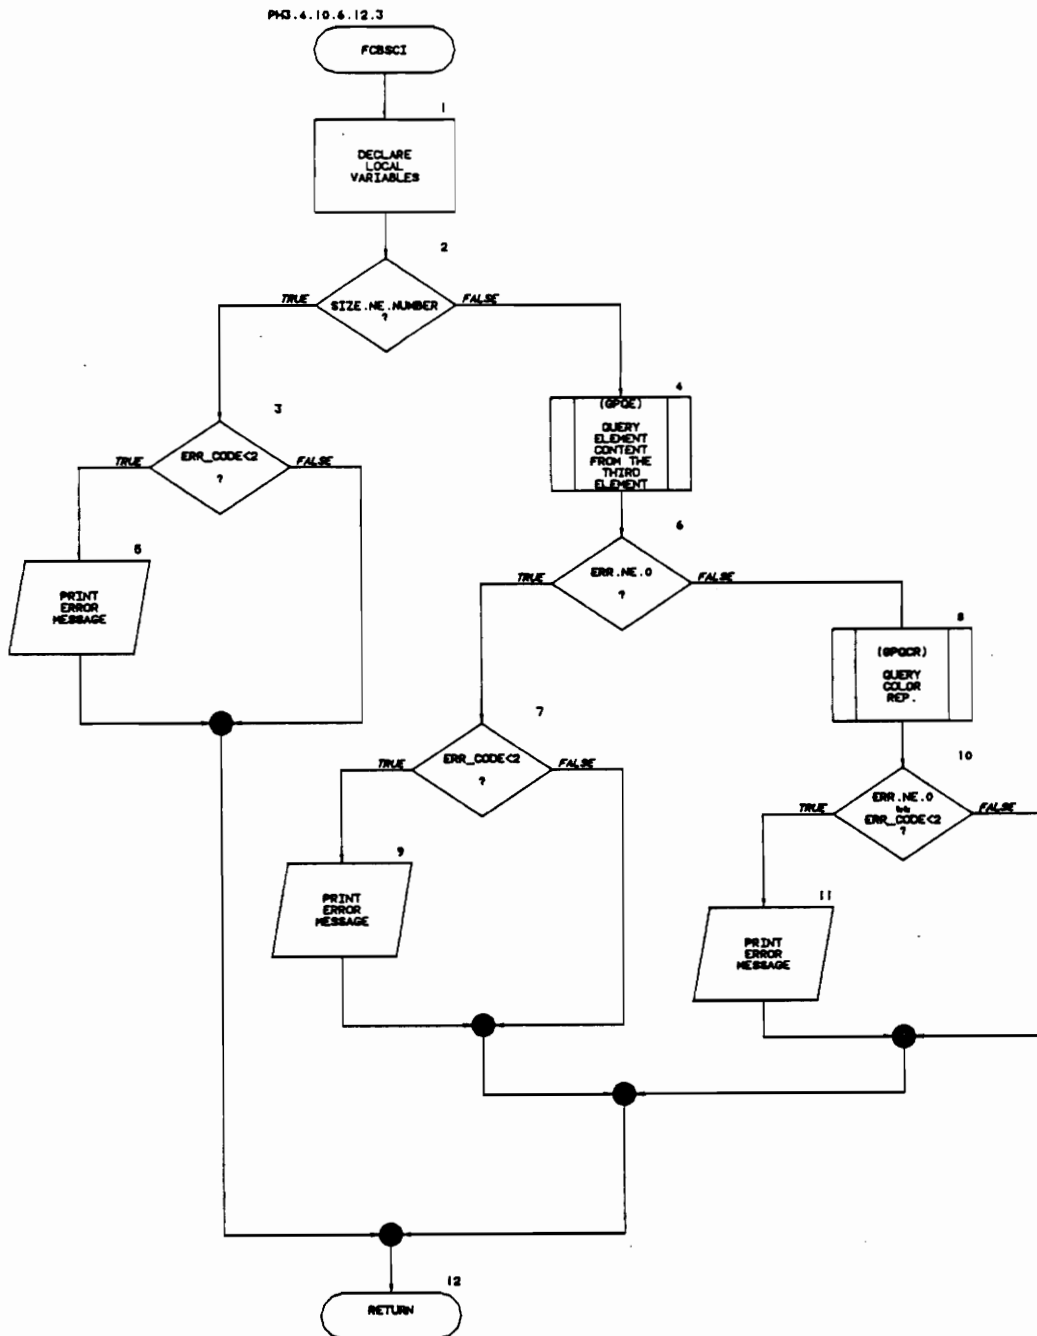 PH3.4.10.6.12.3
FCBSCI
1
DECLARE
LOCAL
VARIABLES
2
TRUE
SIZE.NE.NUMBER
?
FALSE
3
TRUE
ERR_CODE<2
?
FALSE
4
(GPQE)
QUERY
ELEMENT
CONTENT
FROM THE
THIRD
ELEMENT
5
PRINT
ERROR
MESSAGE
6
TRUE
ERR.NE.0
?
FALSE
7
TRUE
ERR_CODE<2
?
FALSE
8
(GPQCR)
QUERY
COLOR
REP.
9
PRINT
ERROR
MESSAGE
10
TRUE
ERR.NE.0
&&
ERR_CODE<2
?
FALSE
11
PRINT
ERROR
MESSAGE
12
RETURN